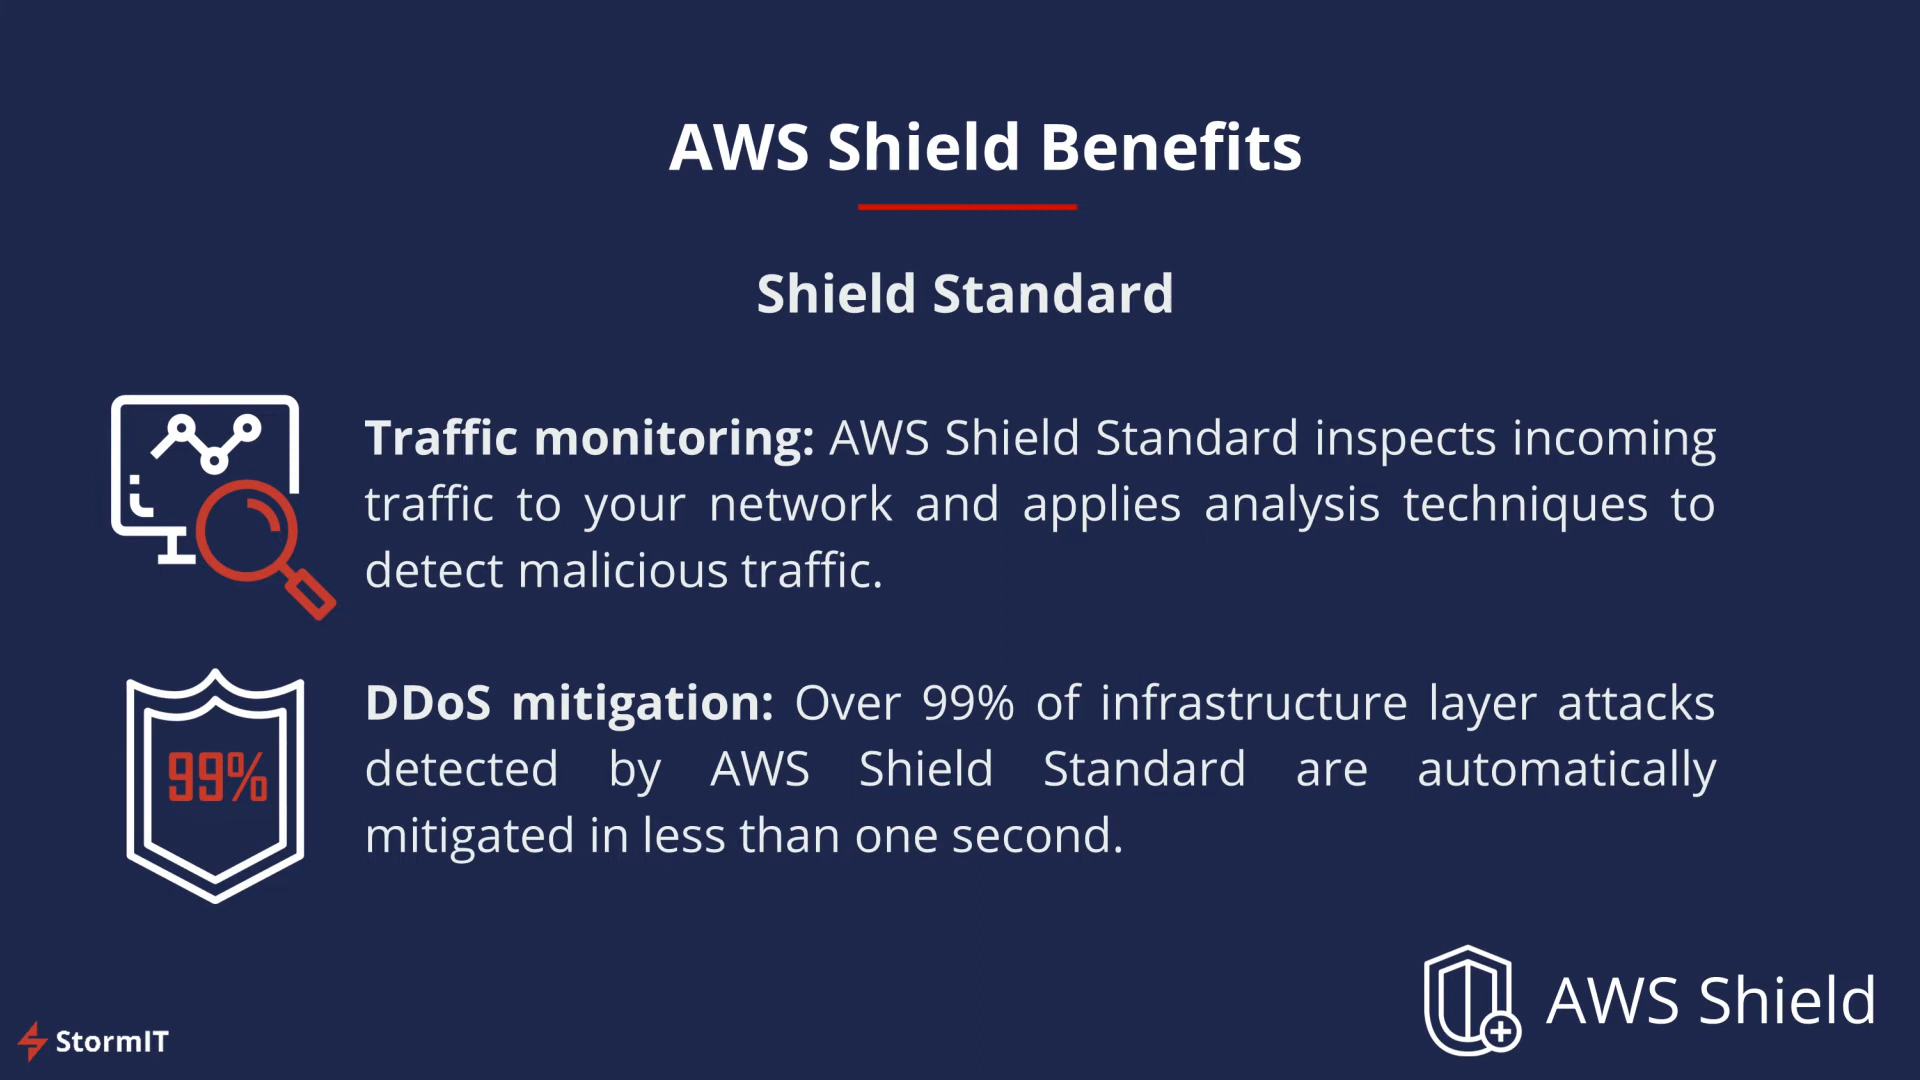 AWS Shield Benefits
Shield Standard
Traffic monitoring: AWS Shield Standard inspects incoming
traffic to your network and applies analysis techniques to
detect malicious traffic.
99%
DDoS mitigation: Over 99% of infrastructure layer attacks
detected by AWS Shield Standard are automatically
mitigated in less than one second.
AWS Shield
StormIT